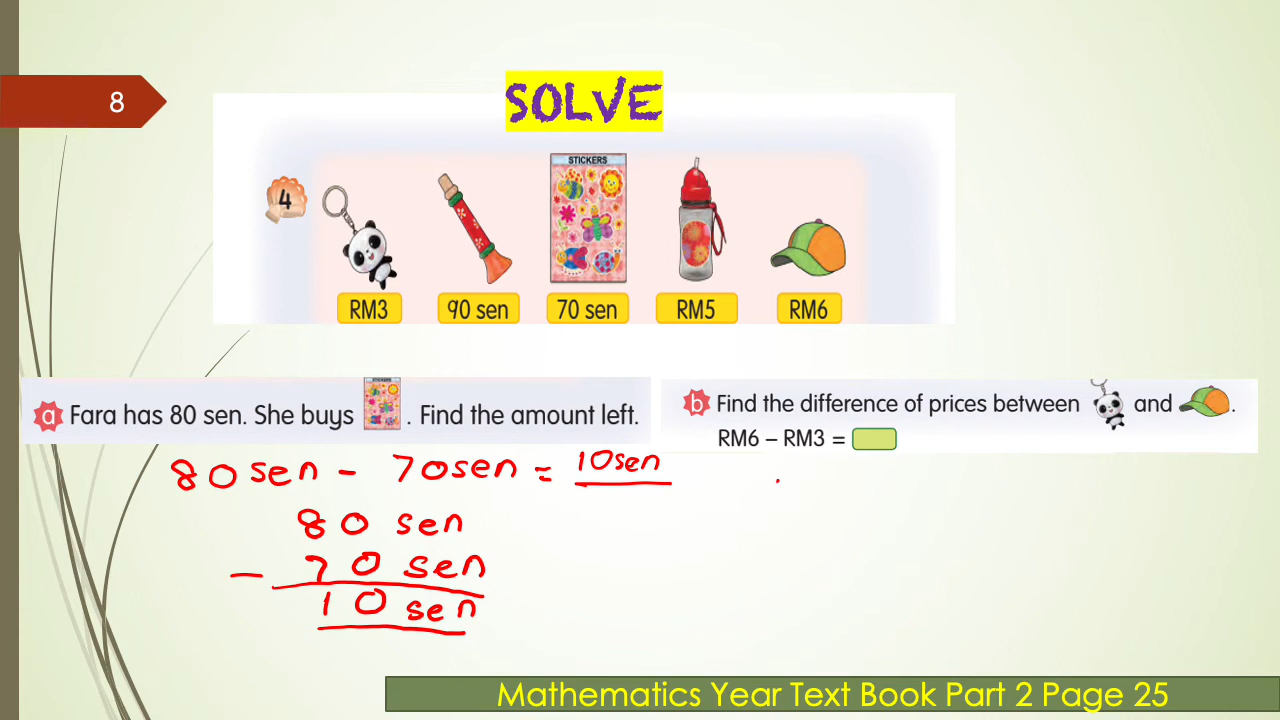 8
SOLVE
4
STICKERS
RM3
90 sen
70 sen
RM5
RM6
a Fara has 80 sen. She buys . Find the amount left.
80 sen - 70 sen = 10 sen
80 sen
- 70 sen
10 sen
b Find the difference of prices between and .
RM6 – RM3 =
Mathematics Year Text Book Part 2 Page 25